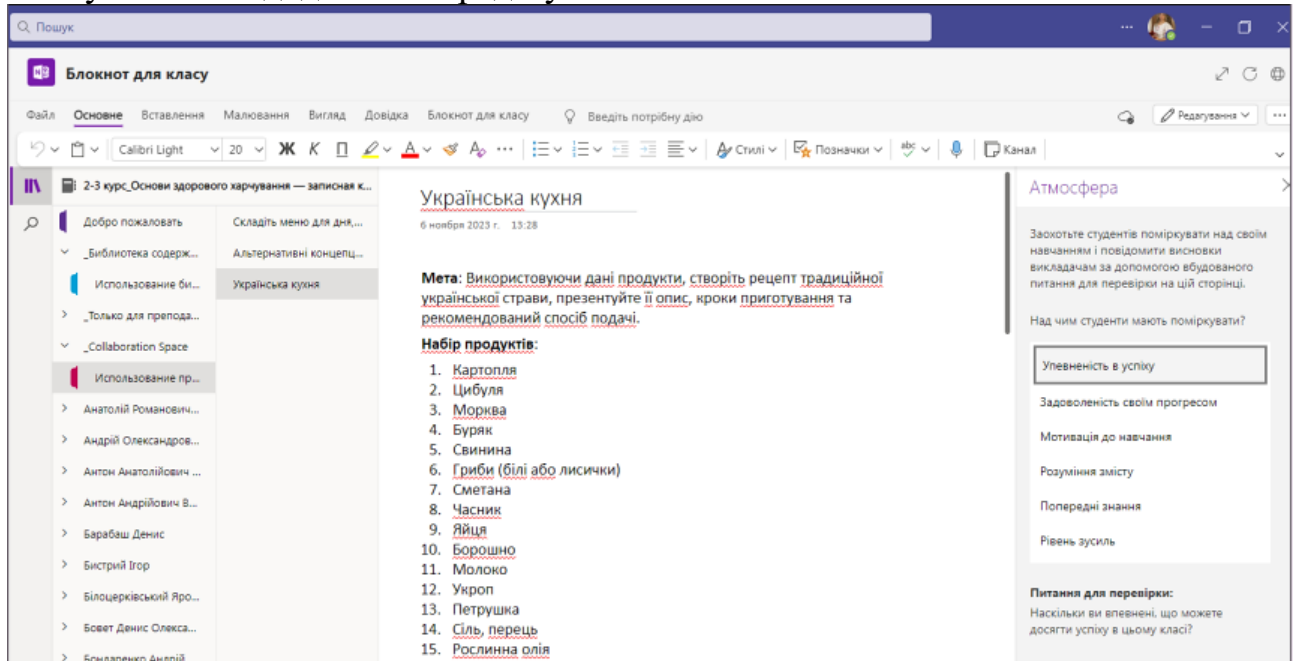 Пошук
Блокнот для класу
Файл Основне Вставлення Малювання Вигляд Довідка Блокнот для класу Введіть потрібну дію Редагування
Calibri Light 20 Ж К П Стилі Позначки abc Канал
2-3 курс_Основи здорового харчування — записная к...
Добро пожаловать
_Библиотека содерж...
Использование би...
_Только для препода...
_Collaboration Space
Использование пр...
Анатолій Романович...
Андрій Олександров...
Антон Анатолійович ...
Антон Андрійович В...
Барабаш Денис
Бистрий Ігор
Білоцерківський Яро...
Бовет Денис Олекса...
Бондаренко Андрій
Складіть меню для дня,...
Альтернативні концепц...
Українська кухня
Українська кухня
6 ноября 2023 г. 13:28
Мета: Використовуючи дані продукти, створіть рецепт традиційної
української страви, презентуйте її опис, кроки приготування та
рекомендований спосіб подачі.
Набір продуктів:
1. Картопля
2. Цибуля
3. Морква
4. Буряк
5. Свинина
6. Гриби (білі або лисички)
7. Сметана
8. Часник
9. Яйця
10. Борошно
11. Молоко
12. Укроп
13. Петрушка
14. Сіль, перець
15. Рослинна олія
Атмосфера
Заохотьте студентів поміркувати над своїм
навчанням і повідомити висновки
викладачам за допомогою вбудованого
питання для перевірки на цій сторінці.
Над чим студенти мають поміркувати?
Упевненість в успіху
Задоволеність своїм прогресом
Мотивація до навчання
Розуміння змісту
Попередні знання
Рівень зусиль
Питання для перевірки:
Наскільки ви впевнені, що можете
досягти успіху в цьому класі?